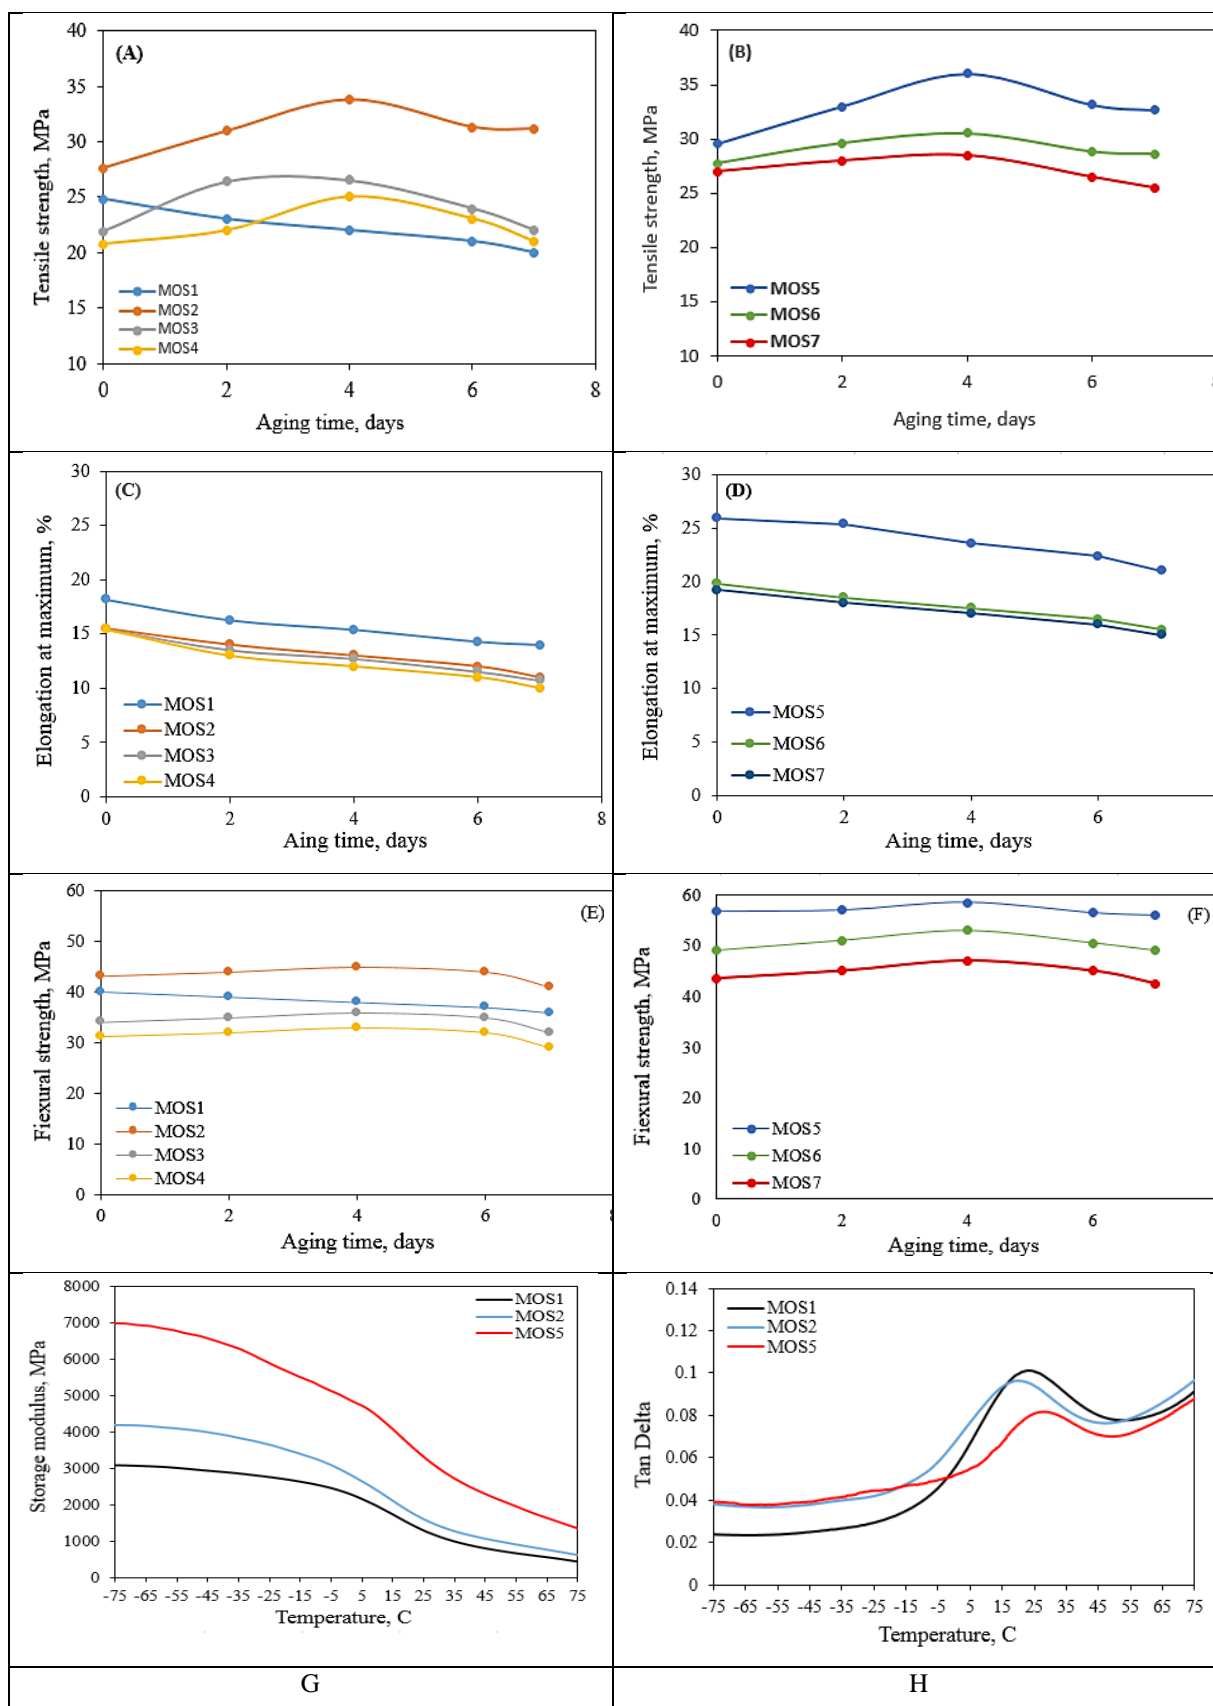 (A)
Tensile strength, MPa
40
35
30
25
20
15
10
MOS1
MOS2
MOS3
MOS4
0 2 4 6 8
Aging time, days
(B)
Tensile strength, MPa
40
35
30
25
20
15
10
MOS5
MOS6
MOS7
0 2 4 6
Aging time, days
(C)
Elongation at maximum, %
30
25
20
15
10
5
0
MOS1
MOS2
MOS3
MOS4
0 2 4 6 8
Aing time, days
(D)
Elongation at maximum, %
30
25
20
15
10
5
0
MOS5
MOS6
MOS7
0 2 4 6
Aging time, days
(E)
Fiexural strength, MPa
60
50
40
30
20
10
0
MOS1
MOS2
MOS3
MOS4
0 2 4 6 8
Aging time, days
(F)
Fiexural strength, MPa
60
50
40
30
20
10
0
MOS5
MOS6
MOS7
0 2 4 6
Aging time, days
Storage modulus, MPa
8000
7000
6000
5000
4000
3000
2000
1000
0
MOS1
MOS2
MOS5
-75 -65 -55 -45 -35 -25 -15 -5 5 15 25 35 45 55 65 75
Temperature, C
Tan Delta
0.14
0.12
0.1
0.08
0.06
0.04
0.02
0
MOS1
MOS2
MOS5
-75 -65 -55 -45 -35 -25 -15 -5 5 15 25 35 45 55 65 75
Temperature, C
G
H